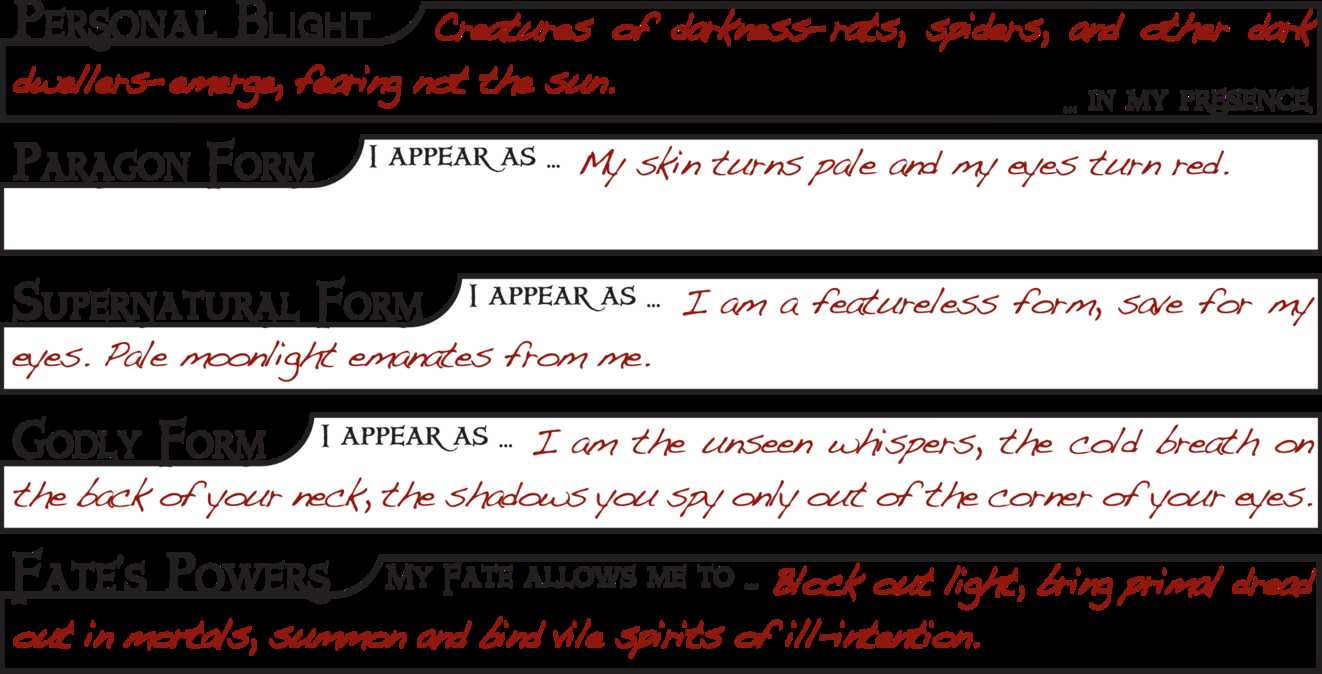 Personal Blight Creatures of darkness-rats, spiders, and other dark
dwellers-emerge, fearing not the sun.
... in my presence.
Paragon Form I appear as ... My skin turns pale and my eyes turn red.
Supernatural Form I appear as ... I am a featureless form, save for my
eyes. Pale moonlight emanates from me.
Godly Form I appear as ... I am the unseen whispers, the cold breath on
the back of your neck, the shadows you spy only out of the corner of your eyes.
Fate's Powers My Fate allows me to ... Block out light, bring primal dread
out in mortals, summon and bind vile spirits of ill-intention.